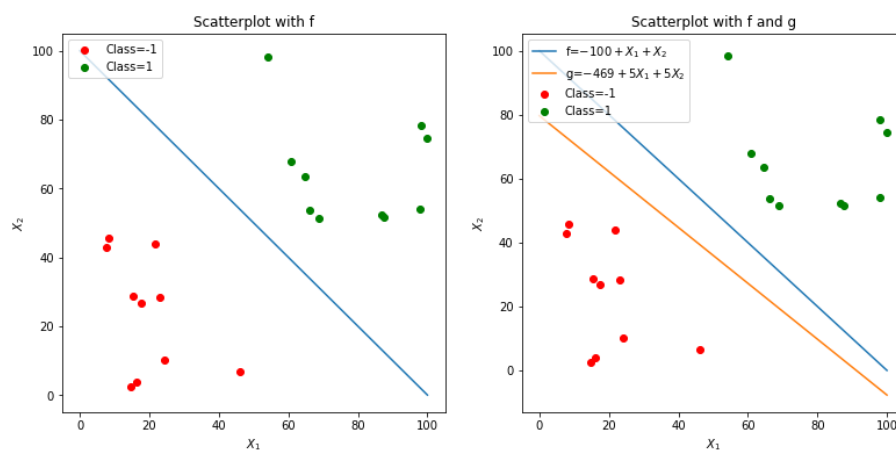 Scatterplot with f
Class=-1
Class=1
100
80
60
40
20
0
X₂
0 20 40 60 80 100
X₁
Scatterplot with f and g
f=−100 + X₁ + X₂
g=−469 + 5X₁ + 5X₂
Class=-1
Class=1
100
80
60
40
20
0
X₂
0 20 40 60 80 100
X₁